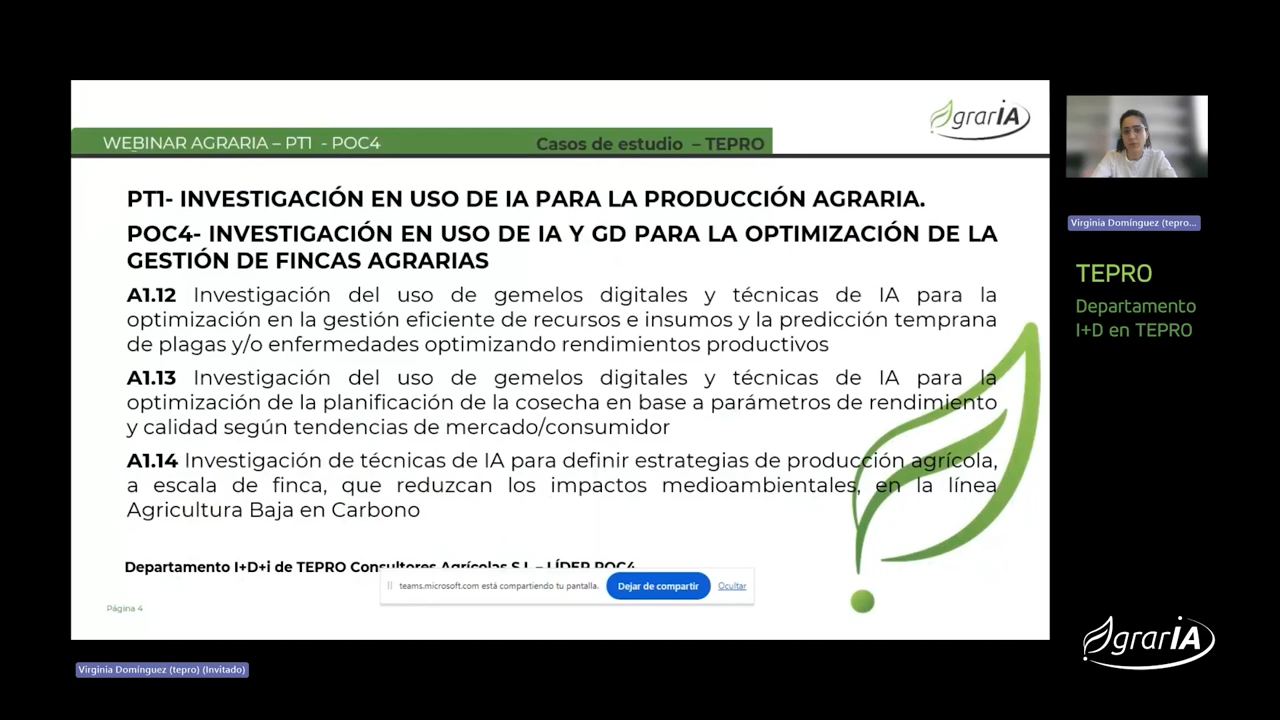 AgrarIA
WEBINAR AGRARIA – PT1 - POC4
Casos de estudio – TEPRO
PT1- INVESTIGACIÓN EN USO DE IA PARA LA PRODUCCIÓN AGRARIA.
POC4- INVESTIGACIÓN EN USO DE IA Y GD PARA LA OPTIMIZACIÓN DE LA
GESTIÓN DE FINCAS AGRARIAS
A1.12 Investigación del uso de gemelos digitales y técnicas de IA para la
optimización en la gestión eficiente de recursos e insumos y la predicción temprana
de plagas y/o enfermedades optimizando rendimientos productivos
A1.13 Investigación del uso de gemelos digitales y técnicas de IA para la
optimización de la planificación de la cosecha en base a parámetros de rendimiento
y calidad según tendencias de mercado/consumidor
A1.14 Investigación de técnicas de IA para definir estrategias de producción agrícola,
a escala de finca, que reduzcan los impactos medioambientales, en la línea
Agricultura Baja en Carbono
Departamento I+D+i de TEPRO Consultores Agrícolas S.L – LÍDER POC4
teams.microsoft.com está compartiendo tu pantalla.
Dejar de compartir
Ocultar
Página 4
Virginia Domínguez (tepro) (Invitado)
Virginia Domínguez (tepro...
TEPRO
Departamento
I+D en TEPRO
AgrarIA